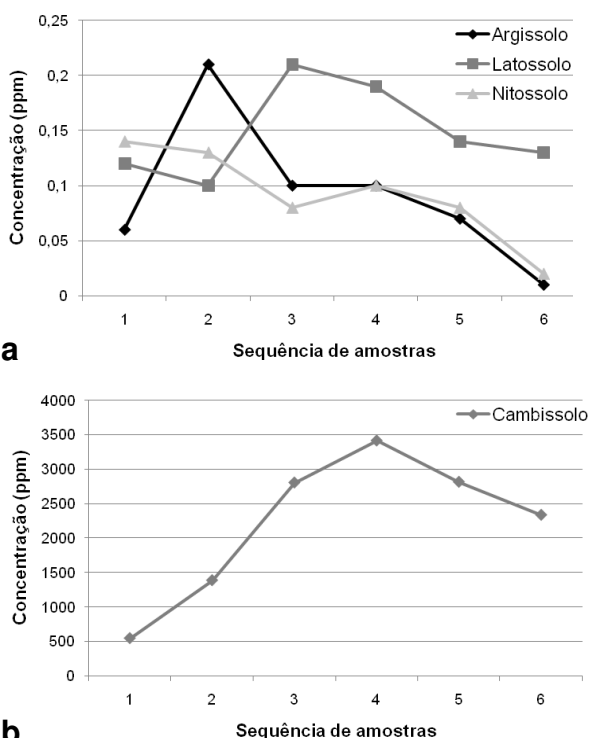 0,25
0,2
0,15
0,1
0,05
0
Concentração (ppm)
Argissolo
Latossolo
Nitossolo
1 2 3 4 5 6
Sequência de amostras
a
4000
3500
3000
2500
2000
1500
1000
500
0
Concentração (ppm)
Cambissolo
1 2 3 4 5 6
Sequência de amostras
b